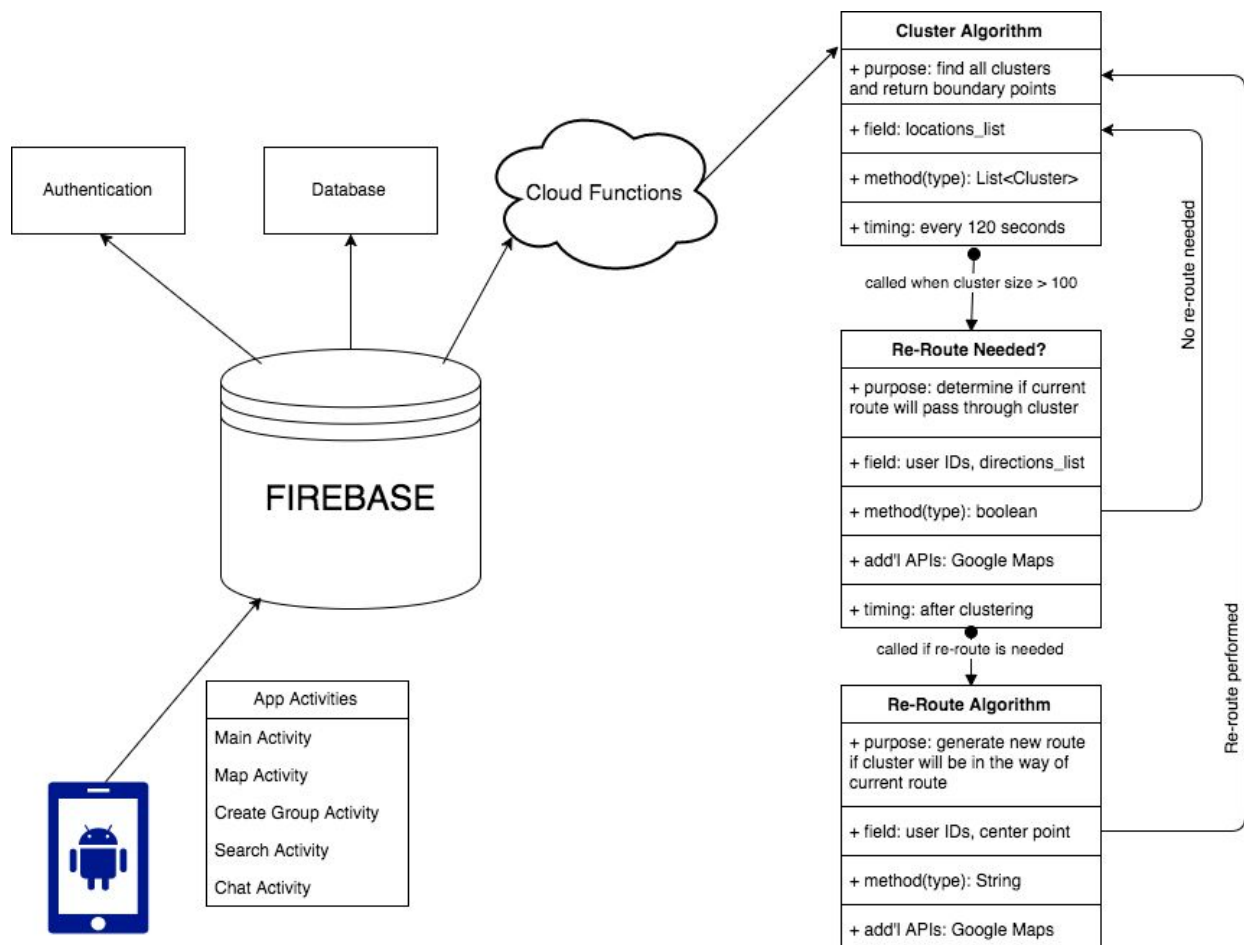 Authentication
Database
Cloud Functions
FIREBASE
App Activities
Main Activity
Map Activity
Create Group Activity
Search Activity
Chat Activity
Cluster Algorithm
+ purpose: find all clusters
and return boundary points
+ field: locations_list
+ method(type): List<Cluster>
+ timing: every 120 seconds
called when cluster size > 100
Re-Route Needed?
+ purpose: determine if current
route will pass through cluster
+ field: user IDs, directions_list
+ method(type): boolean
+ add'l APIs: Google Maps
+ timing: after clustering
called if re-route is needed
Re-Route Algorithm
+ purpose: generate new route
if cluster will be in the way of
current route
+ field: user IDs, center point
+ method(type): String
+ add'l APIs: Google Maps
No re-route needed
Re-route performed